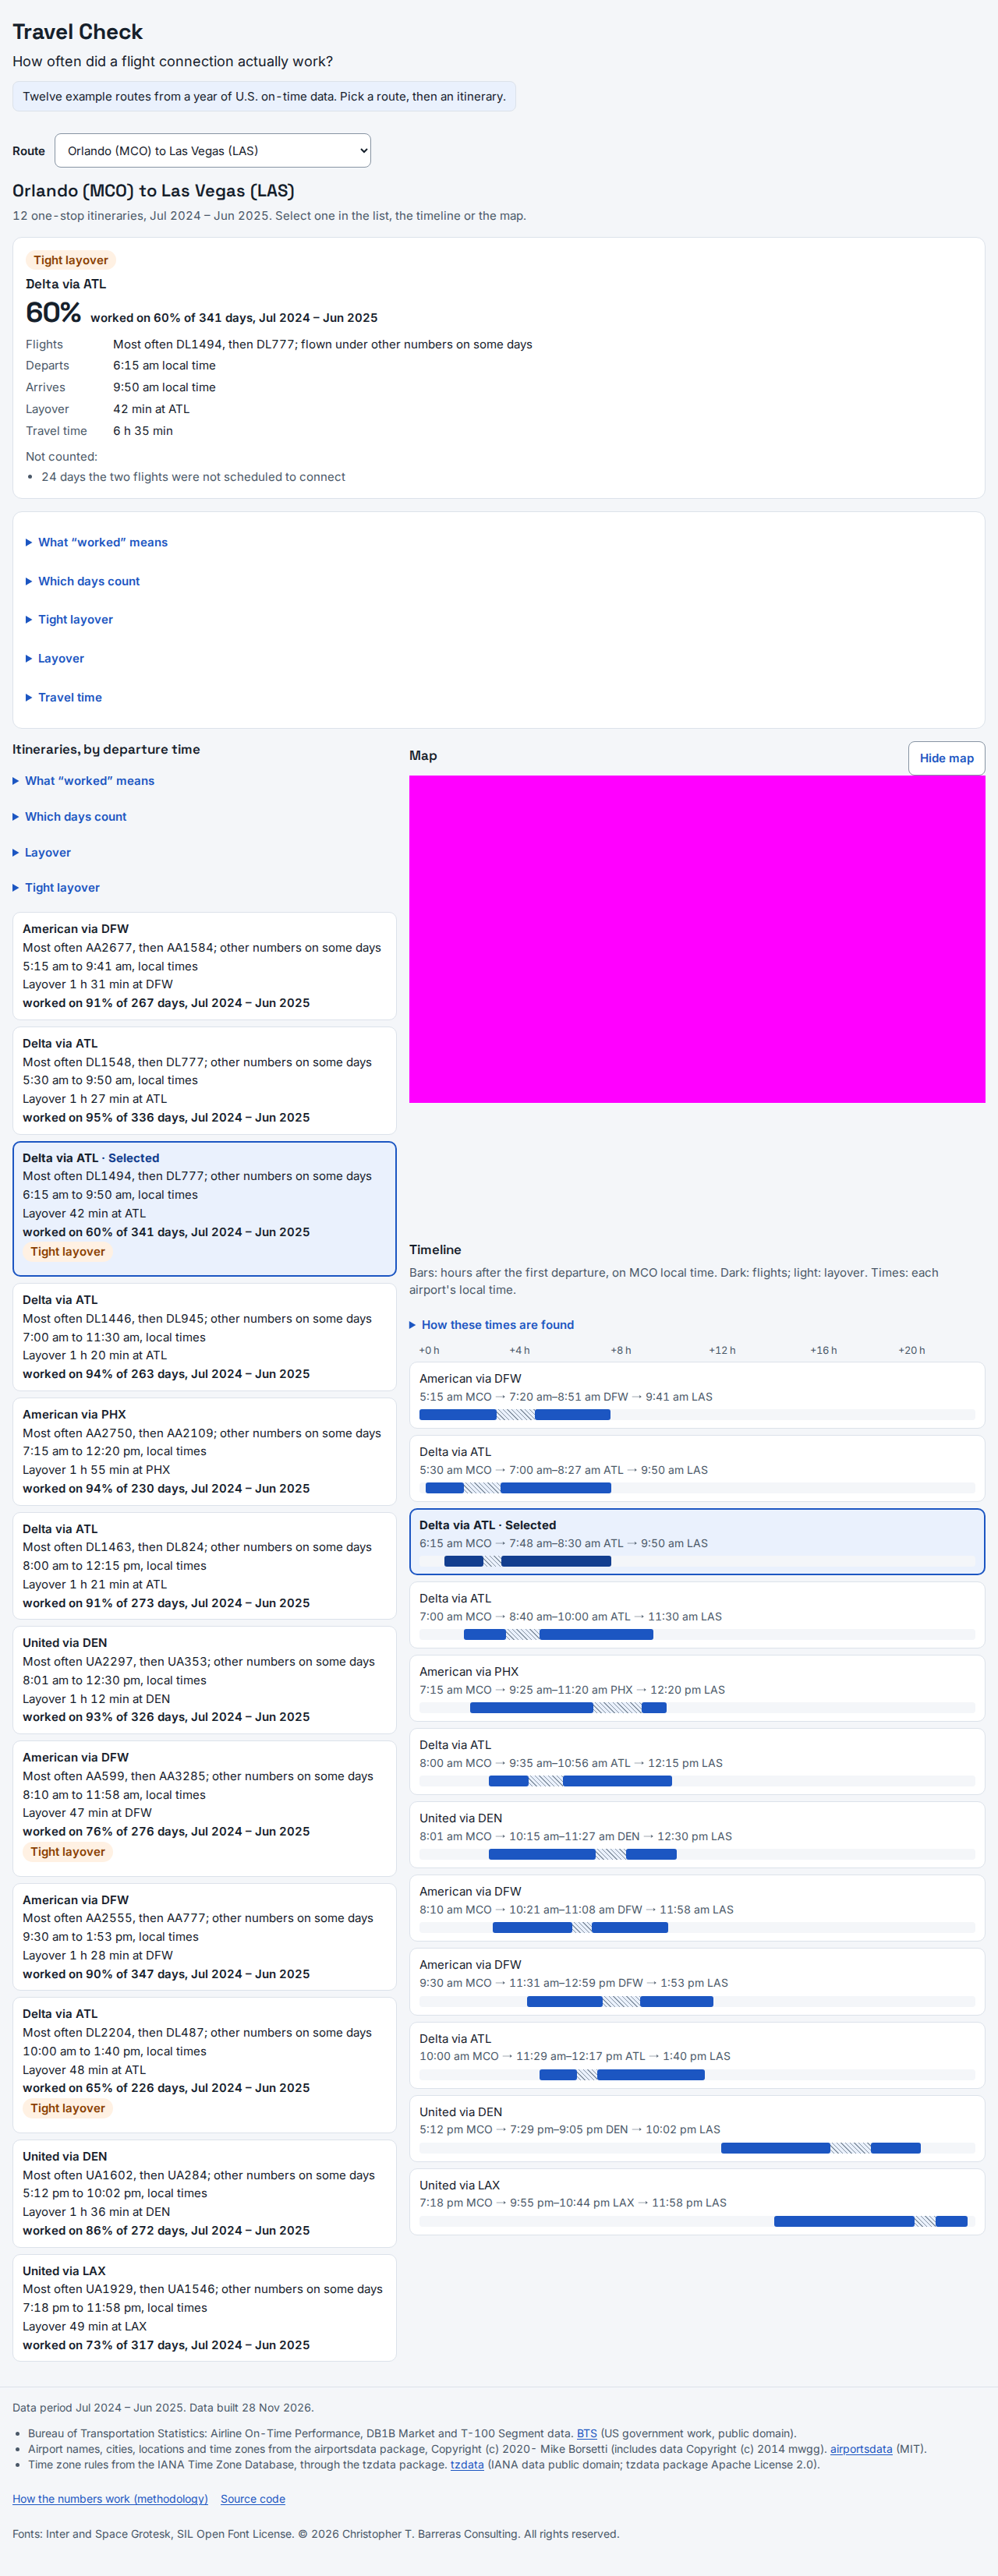 Travel Check
How often did a flight connection actually work?
Twelve example routes from a year of U.S. on-time data. Pick a route, then an itinerary.
Route
Orlando (MCO) to Las Vegas (LAS)
Orlando (MCO) to Las Vegas (LAS)
12 one-stop itineraries, Jul 2024 – Jun 2025. Select one in the list, the timeline or the map.
Tight layover
Delta via ATL
60% worked on 60% of 341 days, Jul 2024 – Jun 2025
Flights Most often DL1494, then DL777; flown under other numbers on some days
Departs 6:15 am local time
Arrives 9:50 am local time
Layover 42 min at ATL
Travel time 6 h 35 min
Not counted:
• 24 days the two flights were not scheduled to connect
What “worked” means
Which days count
Tight layover
Layover
Travel time
Itineraries, by departure time
What “worked” means
Which days count
Layover
Tight layover
American via DFW
Most often AA2677, then AA1584; other numbers on some days
5:15 am to 9:41 am, local times
Layover 1 h 31 min at DFW
worked on 91% of 267 days, Jul 2024 – Jun 2025
Delta via ATL
Most often DL1548, then DL777; other numbers on some days
5:30 am to 9:50 am, local times
Layover 1 h 27 min at ATL
worked on 95% of 336 days, Jul 2024 – Jun 2025
Delta via ATL · Selected
Most often DL1494, then DL777; other numbers on some days
6:15 am to 9:50 am, local times
Layover 42 min at ATL
worked on 60% of 341 days, Jul 2024 – Jun 2025
Tight layover
Delta via ATL
Most often DL1446, then DL945; other numbers on some days
7:00 am to 11:30 am, local times
Layover 1 h 20 min at ATL
worked on 94% of 263 days, Jul 2024 – Jun 2025
American via PHX
Most often AA2750, then AA2109; other numbers on some days
7:15 am to 12:20 pm, local times
Layover 1 h 55 min at PHX
worked on 94% of 230 days, Jul 2024 – Jun 2025
Delta via ATL
Most often DL1463, then DL824; other numbers on some days
8:00 am to 12:15 pm, local times
Layover 1 h 21 min at ATL
worked on 91% of 273 days, Jul 2024 – Jun 2025
United via DEN
Most often UA2297, then UA353; other numbers on some days
8:01 am to 12:30 pm, local times
Layover 1 h 12 min at DEN
worked on 93% of 326 days, Jul 2024 – Jun 2025
American via DFW
Most often AA599, then AA3285; other numbers on some days
8:10 am to 11:58 am, local times
Layover 47 min at DFW
worked on 76% of 276 days, Jul 2024 – Jun 2025
Tight layover
American via DFW
Most often AA2555, then AA777; other numbers on some days
9:30 am to 1:53 pm, local times
Layover 1 h 28 min at DFW
worked on 90% of 347 days, Jul 2024 – Jun 2025
Delta via ATL
Most often DL2204, then DL487; other numbers on some days
10:00 am to 1:40 pm, local times
Layover 48 min at ATL
worked on 65% of 226 days, Jul 2024 – Jun 2025
Tight layover
United via DEN
Most often UA1602, then UA284; other numbers on some days
5:12 pm to 10:02 pm, local times
Layover 1 h 36 min at DEN
worked on 86% of 272 days, Jul 2024 – Jun 2025
United via LAX
Most often UA1929, then UA1546; other numbers on some days
7:18 pm to 11:58 pm, local times
Layover 49 min at LAX
worked on 73% of 317 days, Jul 2024 – Jun 2025
Map
Hide map
Timeline
Bars: hours after the first departure, on MCO local time. Dark: flights; light: layover. Times: each
airport's local time.
How these times are found
+0 h +4 h +8 h +12 h +16 h +20 h
American via DFW
5:15 am MCO → 7:20 am–8:51 am DFW → 9:41 am LAS
Delta via ATL
5:30 am MCO → 7:00 am–8:27 am ATL → 9:50 am LAS
Delta via ATL · Selected
6:15 am MCO → 7:48 am–8:30 am ATL → 9:50 am LAS
Delta via ATL
7:00 am MCO → 8:40 am–10:00 am ATL → 11:30 am LAS
American via PHX
7:15 am MCO → 9:25 am–11:20 am PHX → 12:20 pm LAS
Delta via ATL
8:00 am MCO → 9:35 am–10:56 am ATL → 12:15 pm LAS
United via DEN
8:01 am MCO → 10:15 am–11:27 am DEN → 12:30 pm LAS
American via DFW
8:10 am MCO → 10:21 am–11:08 am DFW → 11:58 am LAS
American via DFW
9:30 am MCO → 11:31 am–12:59 pm DFW → 1:53 pm LAS
Delta via ATL
10:00 am MCO → 11:29 am–12:17 pm ATL → 1:40 pm LAS
United via DEN
5:12 pm MCO → 7:29 pm–9:05 pm DEN → 10:02 pm LAS
United via LAX
7:18 pm MCO → 9:55 pm–10:44 pm LAX → 11:58 pm LAS
Data period Jul 2024 – Jun 2025. Data built 28 Nov 2026.
• Bureau of Transportation Statistics: Airline On-Time Performance, DB1B Market and T-100 Segment data. BTS (US government work, public domain).
• Airport names, cities, locations and time zones from the airportsdata package, Copyright (c) 2020- Mike Borsetti (includes data Copyright (c) 2014 mwgg). airportsdata (MIT).
• Time zone rules from the IANA Time Zone Database, through the tzdata package. tzdata (IANA data public domain; tzdata package Apache License 2.0).
How the numbers work (methodology) Source code
Fonts: Inter and Space Grotesk, SIL Open Font License. © 2026 Christopher T. Barreras Consulting. All rights reserved.